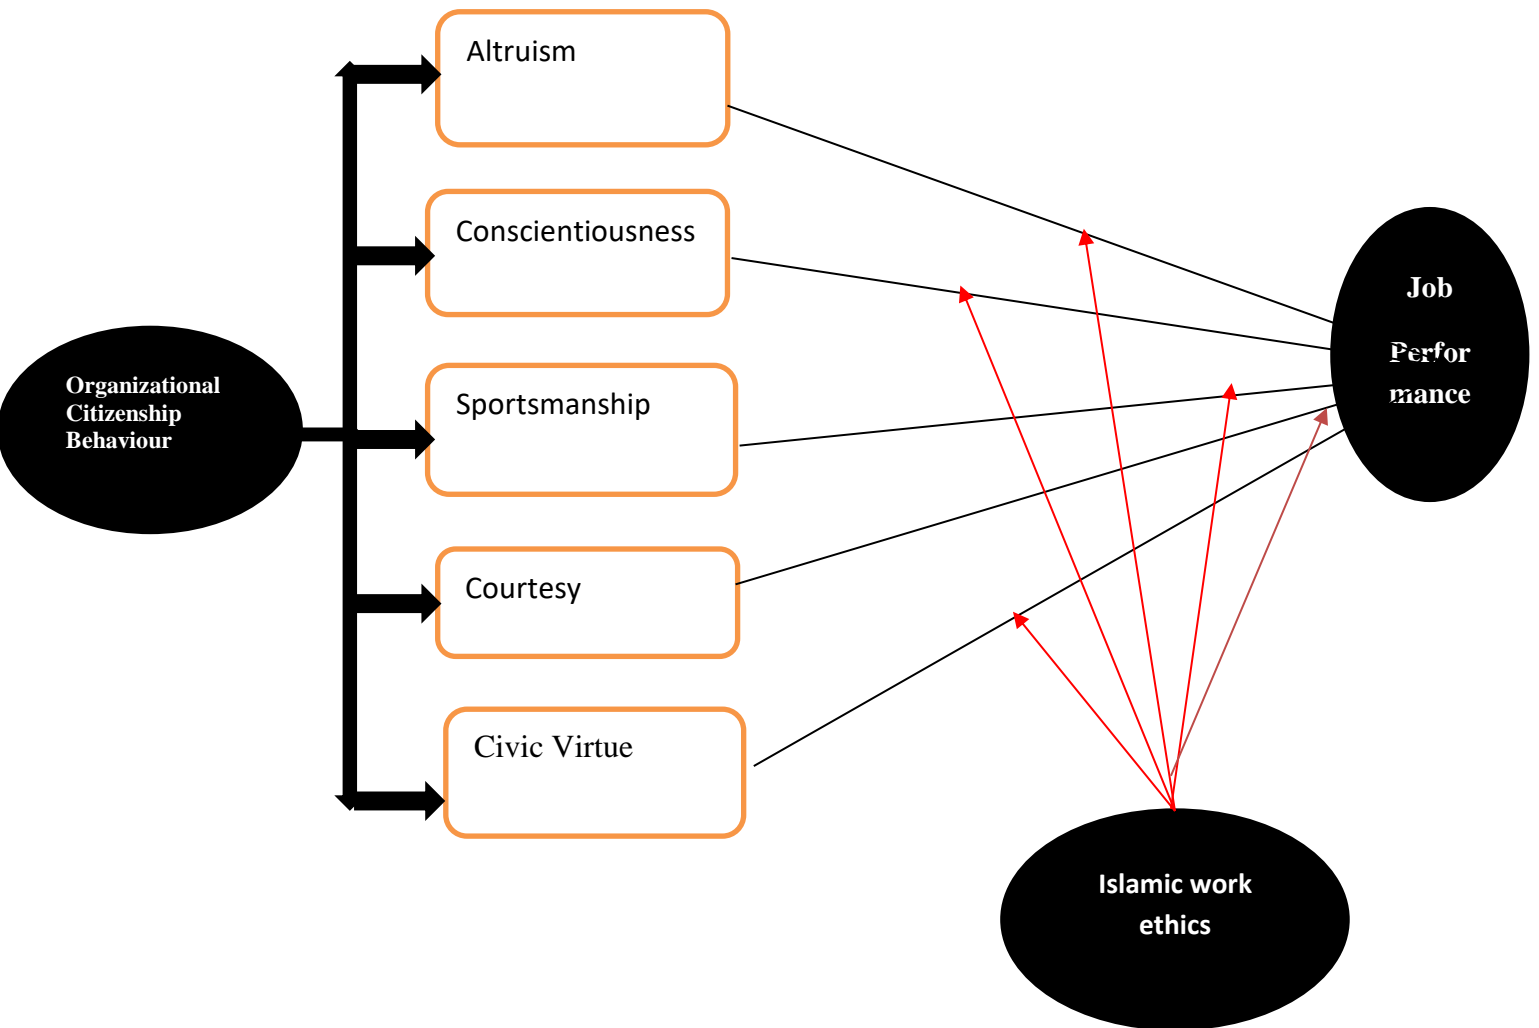 Altruism
Conscientiousness
Sportsmanship
Courtesy
Civic Virtue
Organizational
Citizenship
Behaviour
Job
Perfor
mance
Islamic work
ethics